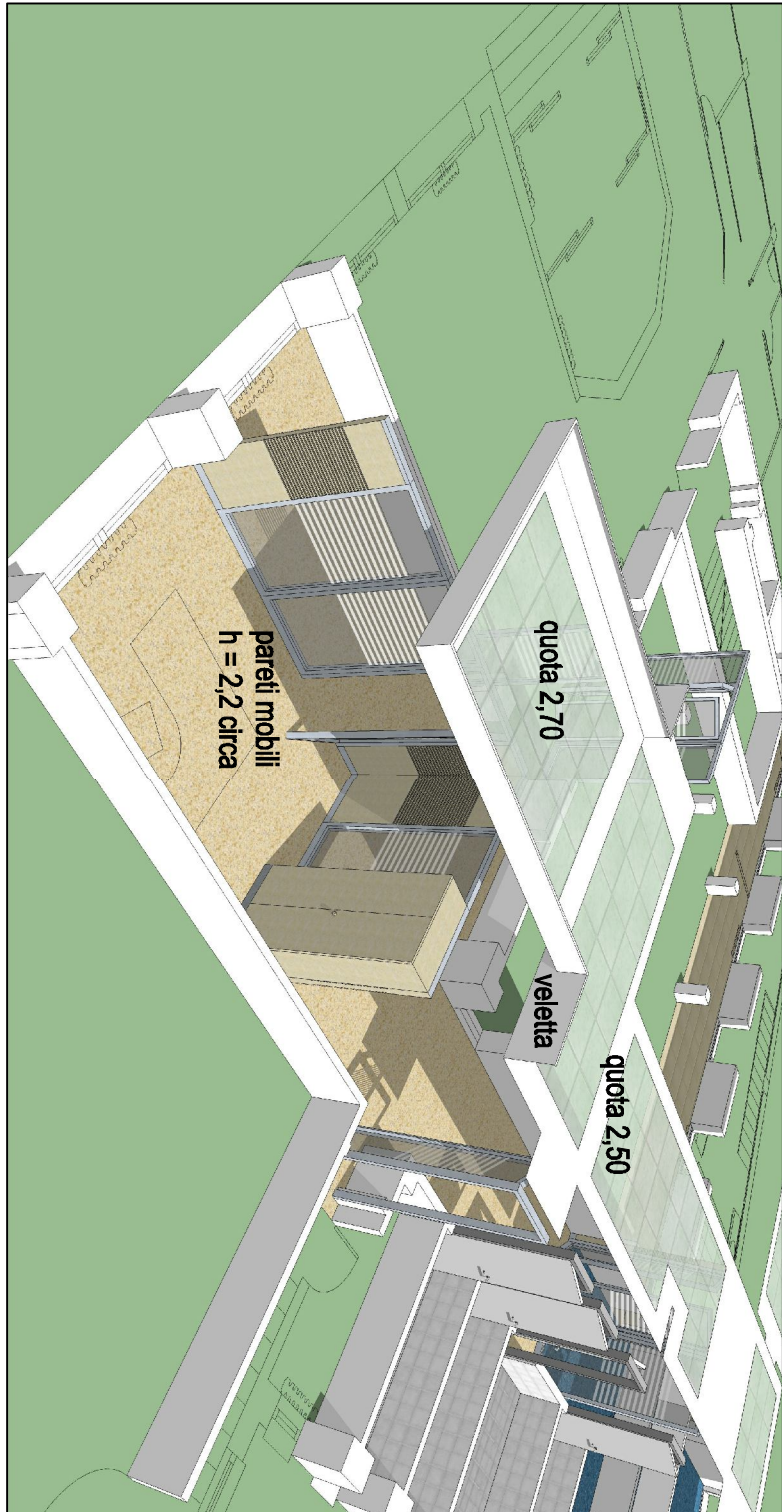 quota 2,70
quota 2,50
veletta
pareti mobili
h = 2,2 circa